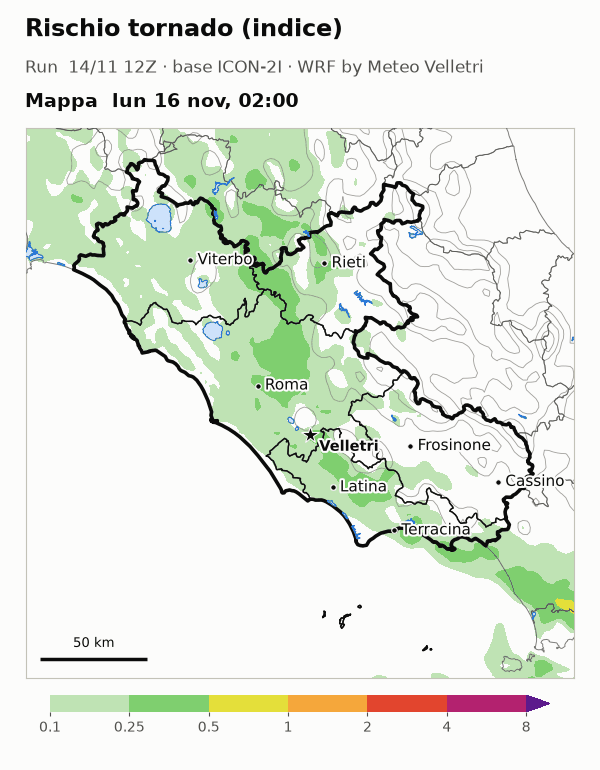 Rischio tornado (indice)
Run  14/11 12Z · base ICON-2I · WRF by Meteo Velletri
Mappa  lun 16 nov, 02:00
Viterbo
Rieti
Roma
Velletri
Frosinone
Cassino
Latina
Terracina
50 km
0.1 0.25 0.5 1 2 4 8